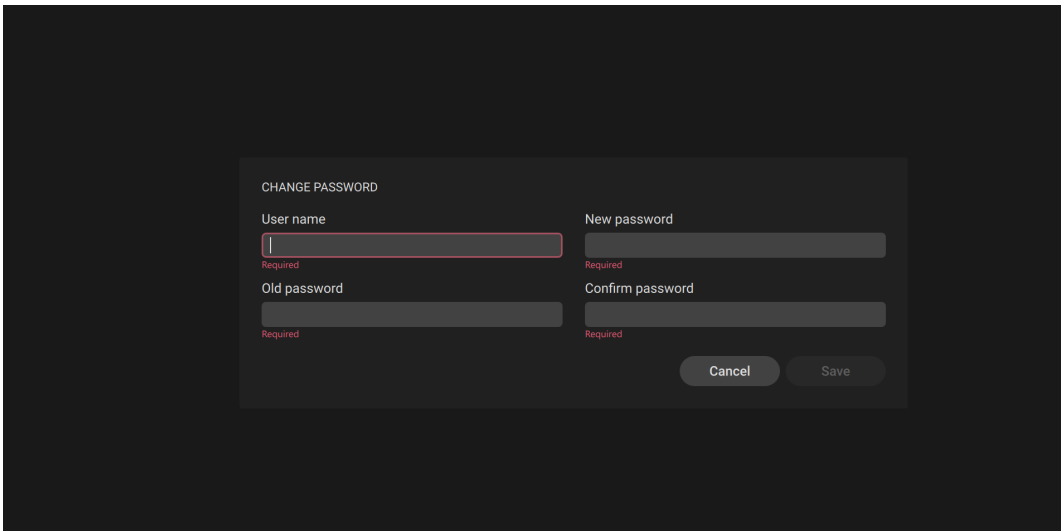 CHANGE PASSWORD
User name
New password
Required
Required
Old password
Confirm password
Required
Required
Cancel
Save